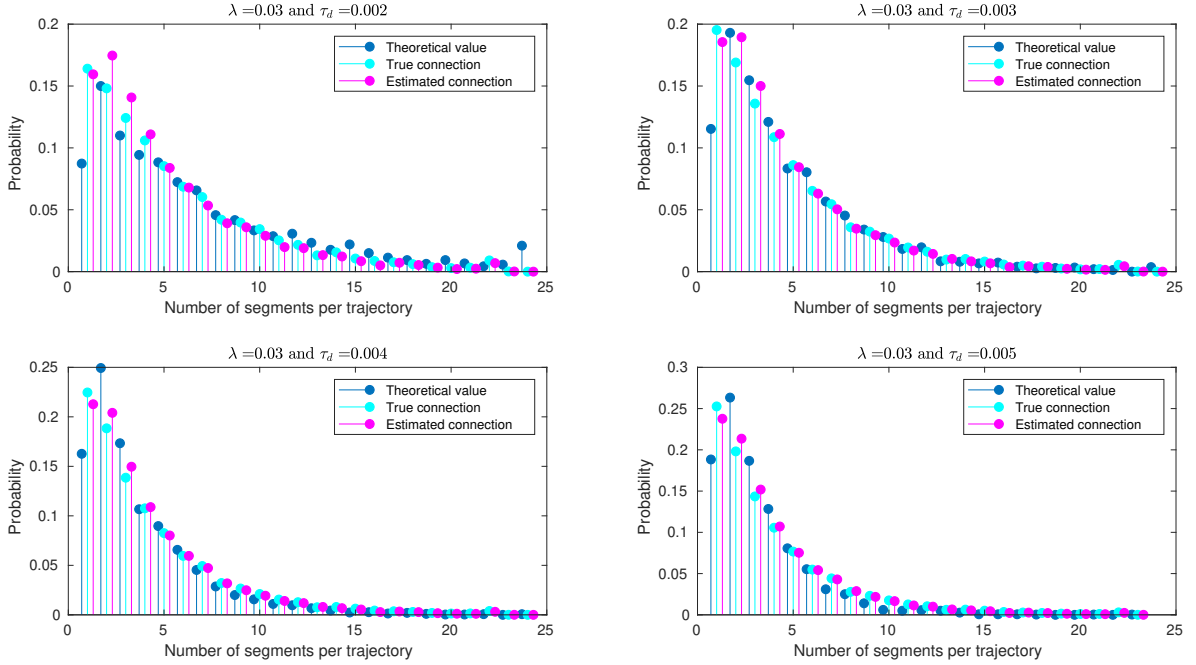 λ =0.03 and τ_d =0.002
0.2
0.15
0.1
0.05
0
Probability
Theoretical value
True connection
Estimated connection
0 5 10 15 20 25
Number of segments per trajectory
λ =0.03 and τ_d =0.003
0.2
0.15
0.1
0.05
0
Probability
Theoretical value
True connection
Estimated connection
0 5 10 15 20 25
Number of segments per trajectory
λ =0.03 and τ_d =0.004
0.25
0.2
0.15
0.1
0.05
0
Probability
Theoretical value
True connection
Estimated connection
0 5 10 15 20 25
Number of segments per trajectory
λ =0.03 and τ_d =0.005
0.3
0.25
0.2
0.15
0.1
0.05
0
Probability
Theoretical value
True connection
Estimated connection
0 5 10 15 20 25
Number of segments per trajectory